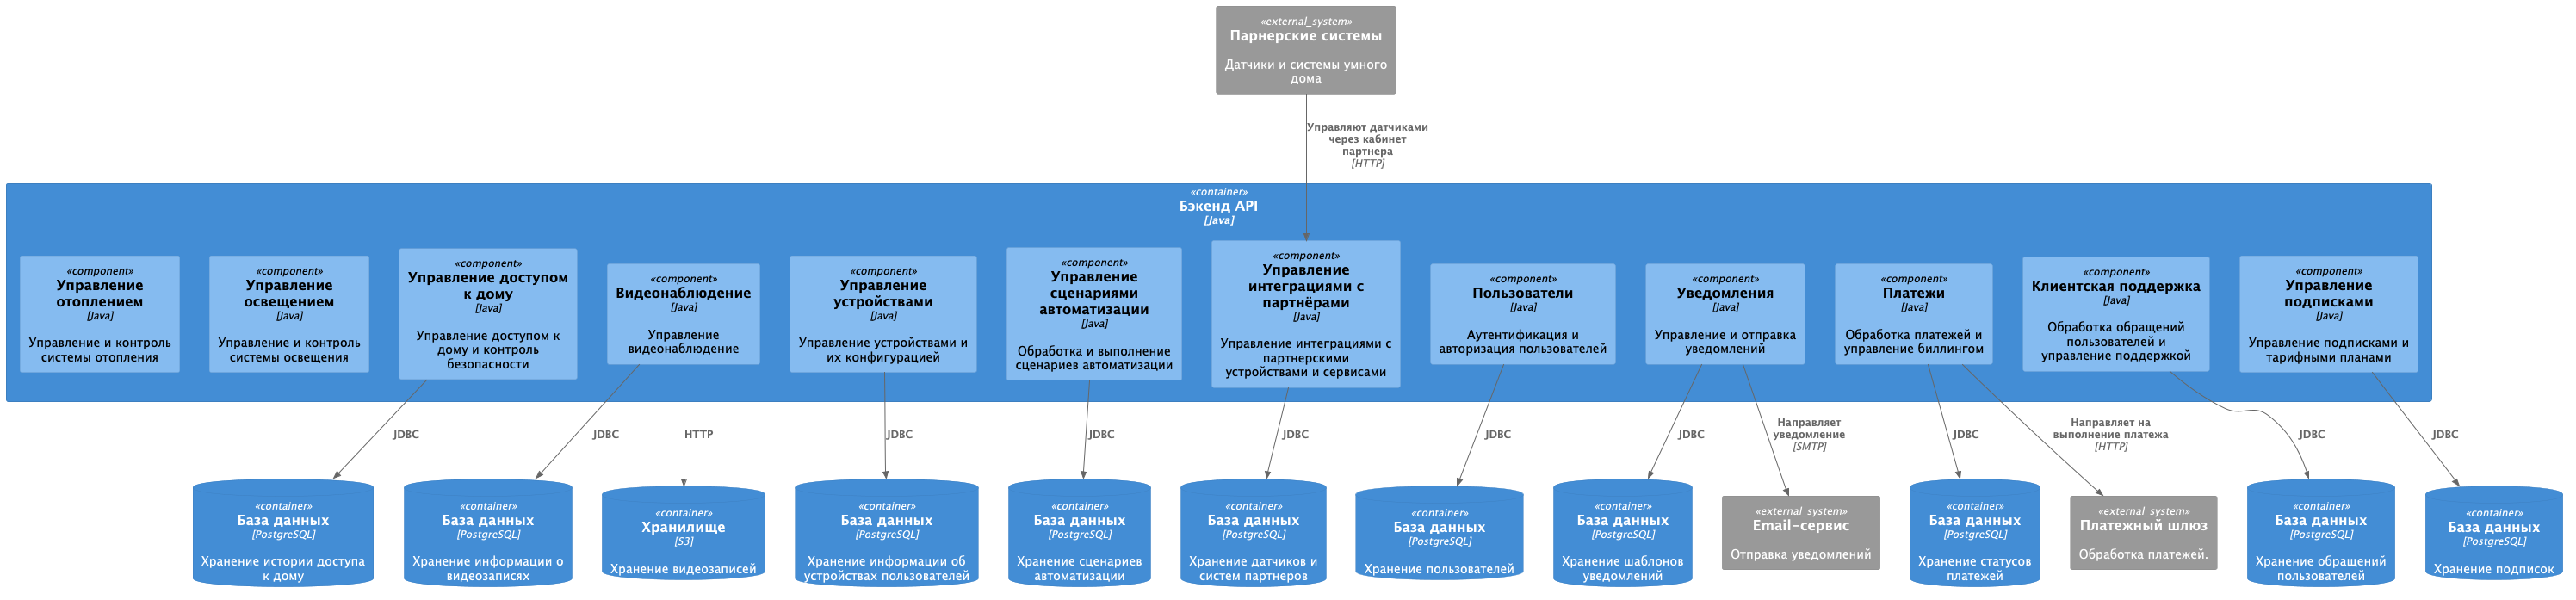 «external_system»
Парнерские системы
Датчики и системы умного
дома
Управляют датчиками
через кабинет
партнера
[HTTP]
«container»
Бэкенд API
[Java]
«component»
Управление
отоплением
[Java]
Управление и контроль
системы отопления
«component»
Управление
освещением
[Java]
Управление и контроль
системы освещения
«component»
Управление доступом
к дому
[Java]
Управление доступом к
дому и контроль
безопасности
«component»
Видеонаблюдение
[Java]
Управление
видеонаблюдение
«component»
Управление
устройствами
[Java]
Управление устройствами и
их конфигурацией
«component»
Управление
сценариями
автоматизации
[Java]
Обработка и выполнение
сценариев автоматизации
«component»
Управление
интеграциями с
партнёрами
[Java]
Управление интеграциями с
партнерскими
устройствами и сервисами
«component»
Пользователи
[Java]
Аутентификация и
авторизация пользователей
«component»
Уведомления
[Java]
Управление и отправка
уведомлений
«component»
Платежи
[Java]
Обработка платежей и
управление биллингом
«component»
Клиентская поддержка
[Java]
Обработка обращений
пользователей и
управление поддержкой
«component»
Управление
подписками
[Java]
Управление подписками и
тарифными планами
JDBC
JDBC
HTTP
JDBC
JDBC
JDBC
JDBC
JDBC
Направляет
уведомление
[SMTP]
JDBC
Направляет на
выполнение платежа
[HTTP]
JDBC
JDBC
«container»
База данных
[PostgreSQL]
Хранение истории доступа
к дому
«container»
База данных
[PostgreSQL]
Хранение информации о
видеозаписях
«container»
Хранилище
[S3]
Хранение видеозаписей
«container»
База данных
[PostgreSQL]
Хранение информации об
устройствах пользователей
«container»
База данных
[PostgreSQL]
Хранение сценариев
автоматизации
«container»
База данных
[PostgreSQL]
Хранение датчиков и
систем партнеров
«container»
База данных
[PostgreSQL]
Хранение пользователей
«container»
База данных
[PostgreSQL]
Хранение шаблонов
уведомлений
«external_system»
Email-сервис
Отправка уведомлений
«container»
База данных
[PostgreSQL]
Хранение статусов
платежей
«external_system»
Платежный шлюз
Обработка платежей.
«container»
База данных
[PostgreSQL]
Хранение обращений
пользователей
«container»
База данных
[PostgreSQL]
Хранение подписок